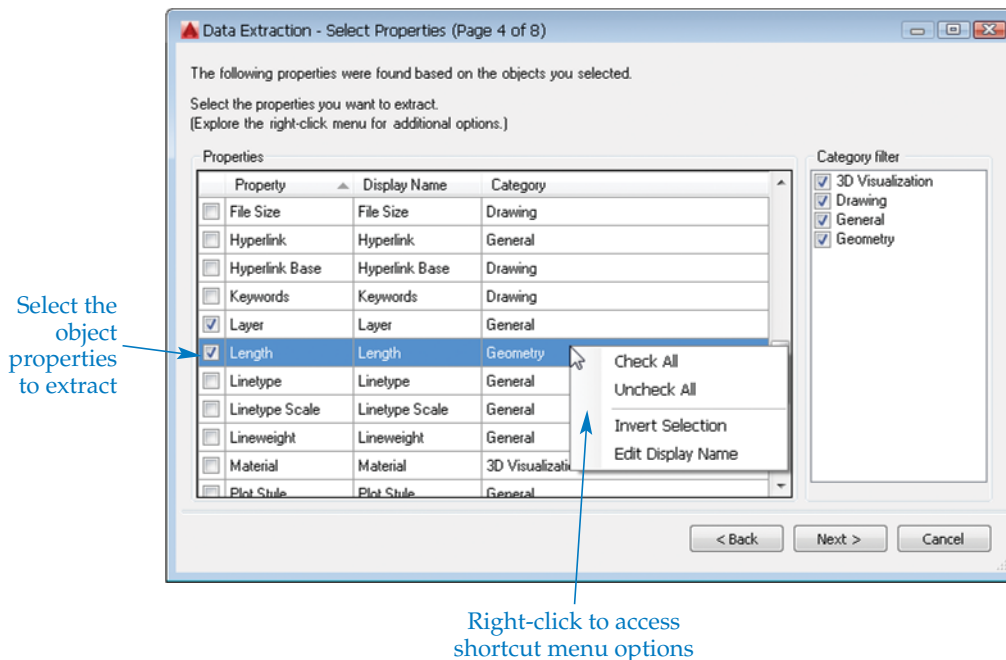 Data Extraction - Select Properties (Page 4 of 8)
The following properties were found based on the objects you selected.
Select the properties you want to extract.
(Explore the right-click menu for additional options.)
Properties
Property Display Name Category
File Size File Size Drawing
Hyperlink Hyperlink General
Hyperlink Base Hyperlink Base Drawing
Keywords Keywords Drawing
Layer Layer General
Length Length Geometry
Linetype Linetype General
Linetype Scale Linetype Scale General
Lineweight Lineweight General
Material Material 3D Visualizati
Plot Style Plot Style General
Check All
Uncheck All
Invert Selection
Edit Display Name
Category filter
3D Visualization
Drawing
General
Geometry
< Back Next > Cancel
Select the
object
properties
to extract
Right-click to access
shortcut menu options